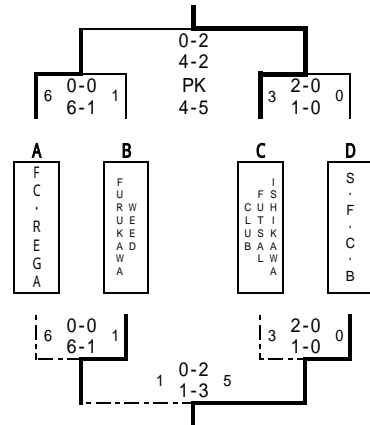 0-2
4-2
PK
4-5
6 0-0 1
6-1
3 2-0 0
1-0
A B C D
FC・REGA
FURUKAWA
WEED
ISHIKAWA
FUTSAL
CLUB
S・F・C・B
6 0-0 1
6-1
3 2-0 0
1-0
1 0-2 5
1-3